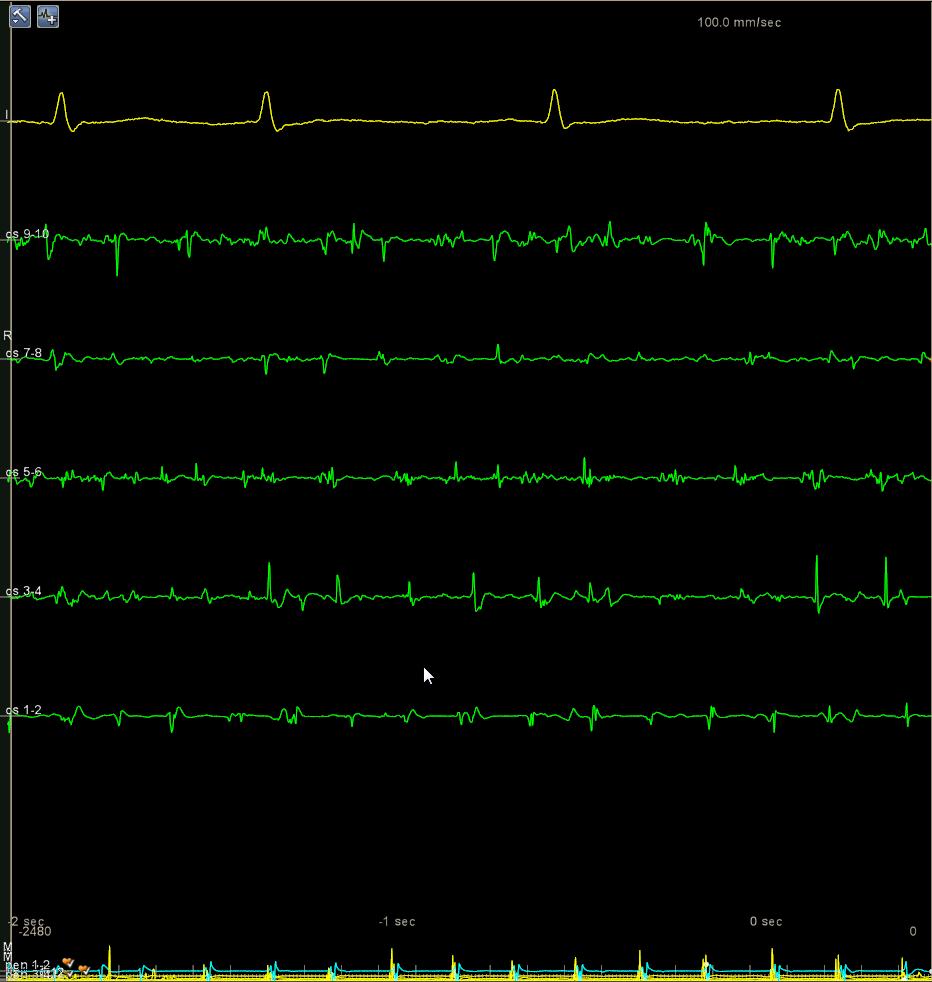 100.0 mm/sec
I
cs 9-10
R
cs 7-8
cs 5-6
cs 3-4
cs 1-2
-2 sec
-1 sec
0 sec
-2480
0
M
M
pen 1-2